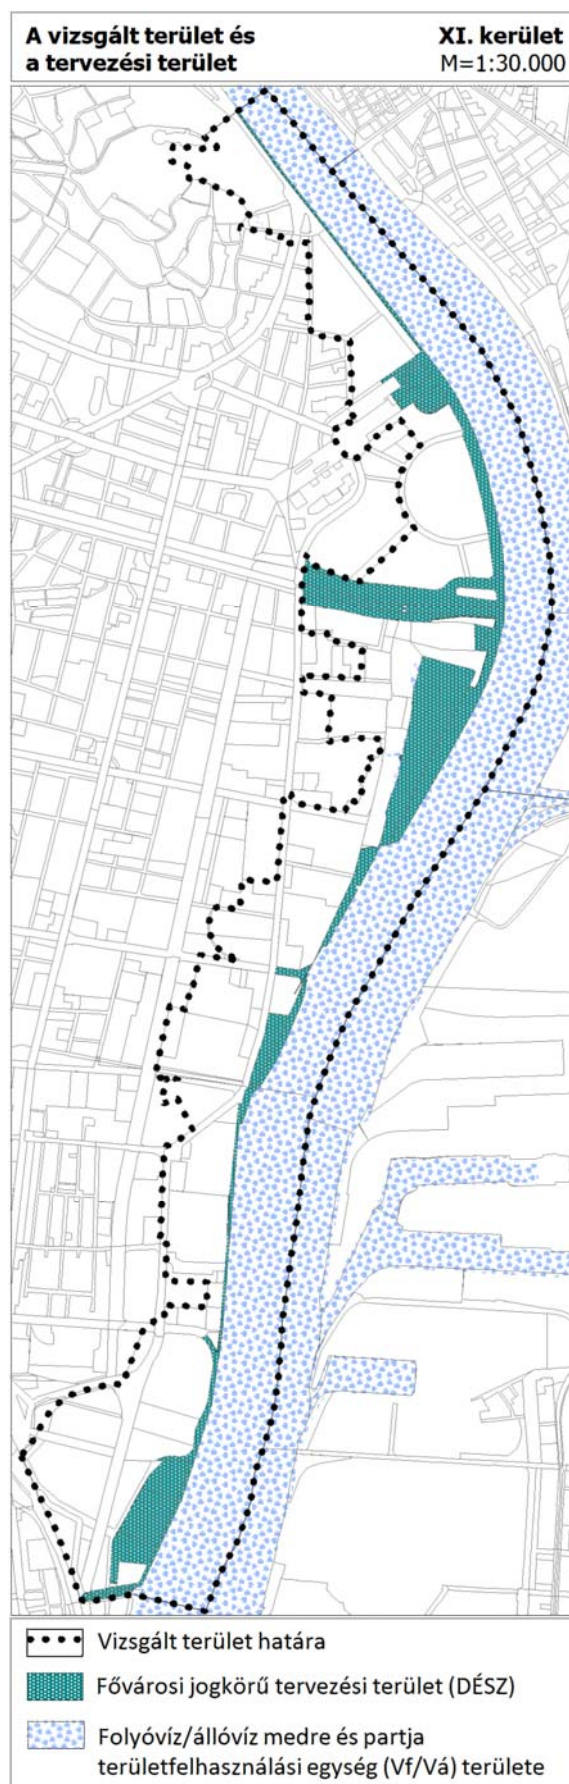 A vizsgált terület és
a tervezési terület
XI. kerület
M=1:30.000
Vizsgált terület határa
Fővárosi jogkörű tervezési terület (DÉSZ)
Folyóvíz/állóvíz medre és partja
területfelhasználási egység (Vf/Vá) területe